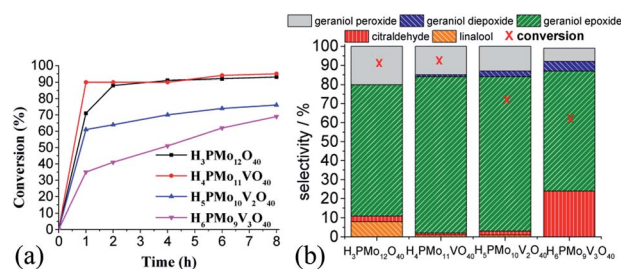 (a)
Conversion (%)
100
90
80
70
60
50
40
30
20
10
0
0 1 2 3 4 5 6 7 8
Time (h)
H₃PMo₁₂O₄₀
H₄PMo₁₁VO₄₀
H₅PMo₁₀V₂O₄₀
H₆PMo₉V₃O₄₀
(b)
geraniol peroxide geraniol diepoxide geraniol epoxide
citraldehyde linalool X conversion
selectivity / %
100
90
80
70
60
50
40
30
20
10
0
H₃PMo₁₂O₄₀ H₄PMo₁₁VO₄₀ H₅PMo₁₀V₂O₄₀ H₆PMo₉V₃O₄₀